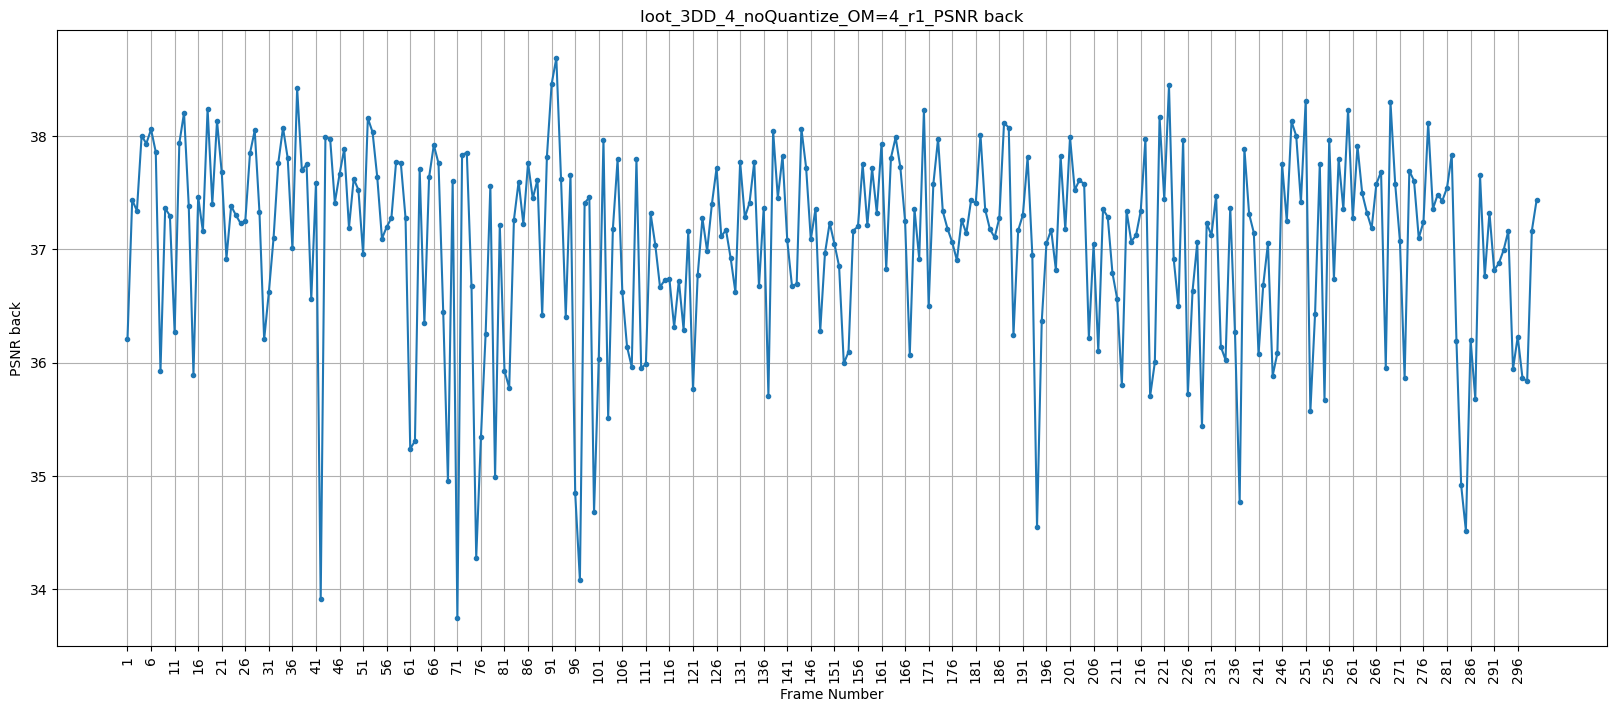 loot_3DD_4_noQuantize_OM=4_r1_PSNR back
PSNR back
38
37
36
35
34
1 6 11 16 21 26 31 36 41 46 51 56 61 66 71 76 81 86 91 96 101 106 111 116 121 126 131 136 141 146 151 156 161 166 171 176 181 186 191 196 201 206 211 216 221 226 231 236 241 246 251 256 261 266 271 276 281 286 291 296
Frame Number